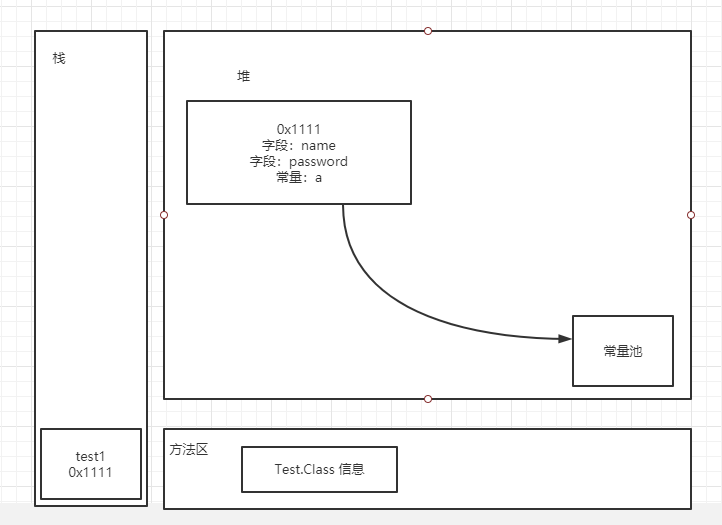 栈
堆
0x1111
字段：name
字段：password
常量：a
常量池
test1
0x1111
方法区
Test.Class 信息